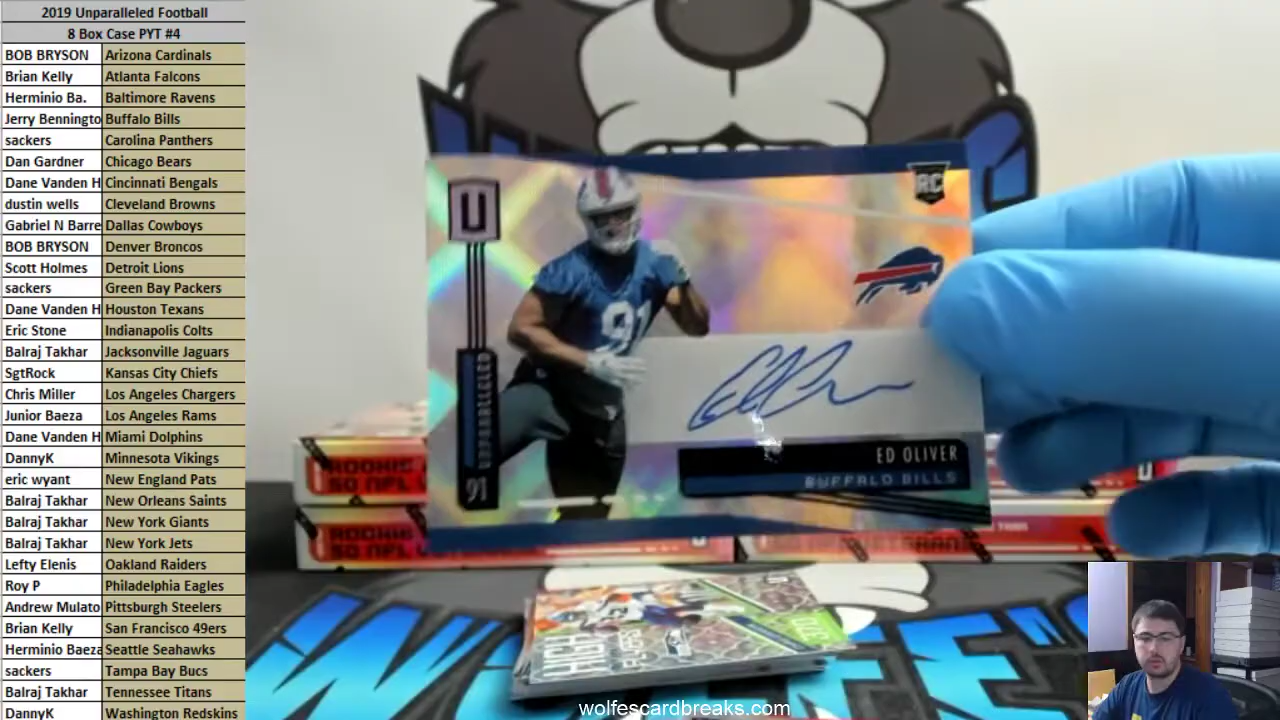 2019 Unparalleled Football
8 Box Case PYT #4
BOB BRYSON Arizona Cardinals
Brian Kelly Atlanta Falcons
Herminio Ba. Baltimore Ravens
Jerry Benningto Buffalo Bills
sackers Carolina Panthers
Dan Gardner Chicago Bears
Dane Vanden H Cincinnati Bengals
dustin wells Cleveland Browns
Gabriel N Barre Dallas Cowboys
BOB BRYSON Denver Broncos
Scott Holmes Detroit Lions
sackers Green Bay Packers
Dane Vanden H Houston Texans
Eric Stone Indianapolis Colts
Balraj Takhar Jacksonville Jaguars
SgtRock Kansas City Chiefs
Chris Miller Los Angeles Chargers
Junior Baeza Los Angeles Rams
Dane Vanden H Miami Dolphins
DannyK Minnesota Vikings
eric wyant New England Pats
Balraj Takhar New Orleans Saints
Balraj Takhar New York Giants
Balraj Takhar New York Jets
Lefty Elenis Oakland Raiders
Roy P Philadelphia Eagles
Andrew Mulato Pittsburgh Steelers
Brian Kelly San Francisco 49ers
Herminio Baeza Seattle Seahawks
sackers Tampa Bay Bucs
Balraj Takhar Tennessee Titans
DannyK Washington Redskins
U
RC
91
UNPARALLELED
91
ED OLIVER
BUFFALO BILLS
ROOKIE
ROOKIE
50 NFL
HIGH
FLYERS
wolfescardbreaks.com